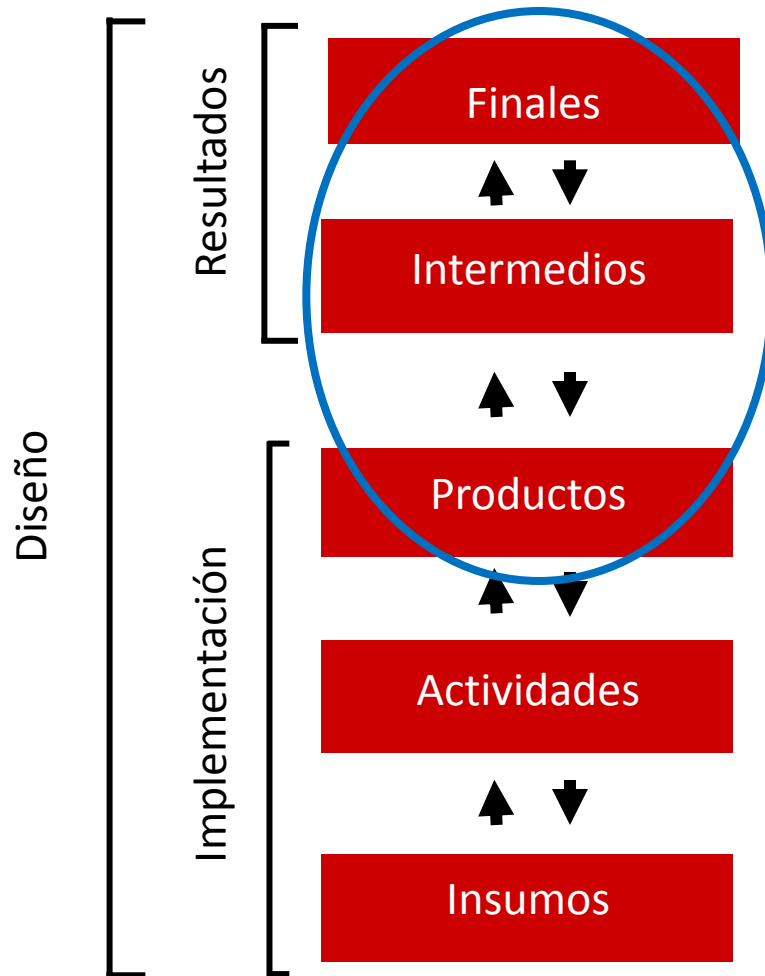 Diseño
Resultados
Implementación
Finales
Intermedios
Productos
Actividades
Insumos